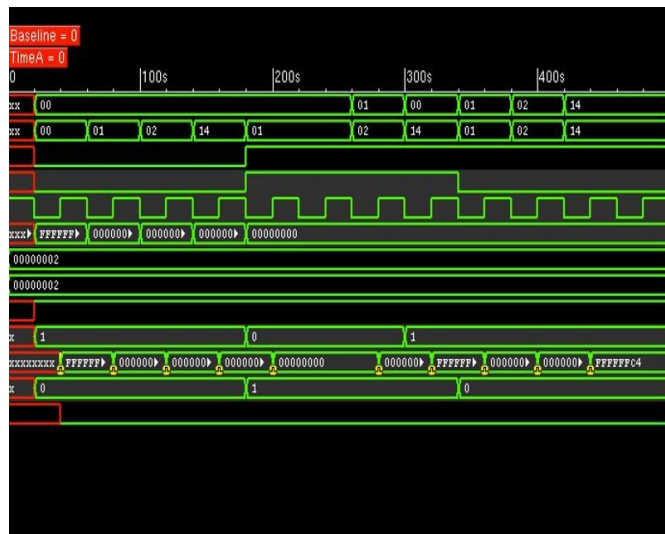 Baseline = 0
TimeA = 0
0 100s 200s 300s 400s
xx 00 01 00 01 02 14
xx 00 01 02 14 01 02 14 01 02 14
xxx FFFFFF 000000 000000 000000 00000000
00000002
00000002
x 1 0 1
xxxxxxxx FFFFFF 000000 000000 000000 00000000 000000 FFFFFF 000000 000000 FFFFFFc4
x 0 1 0